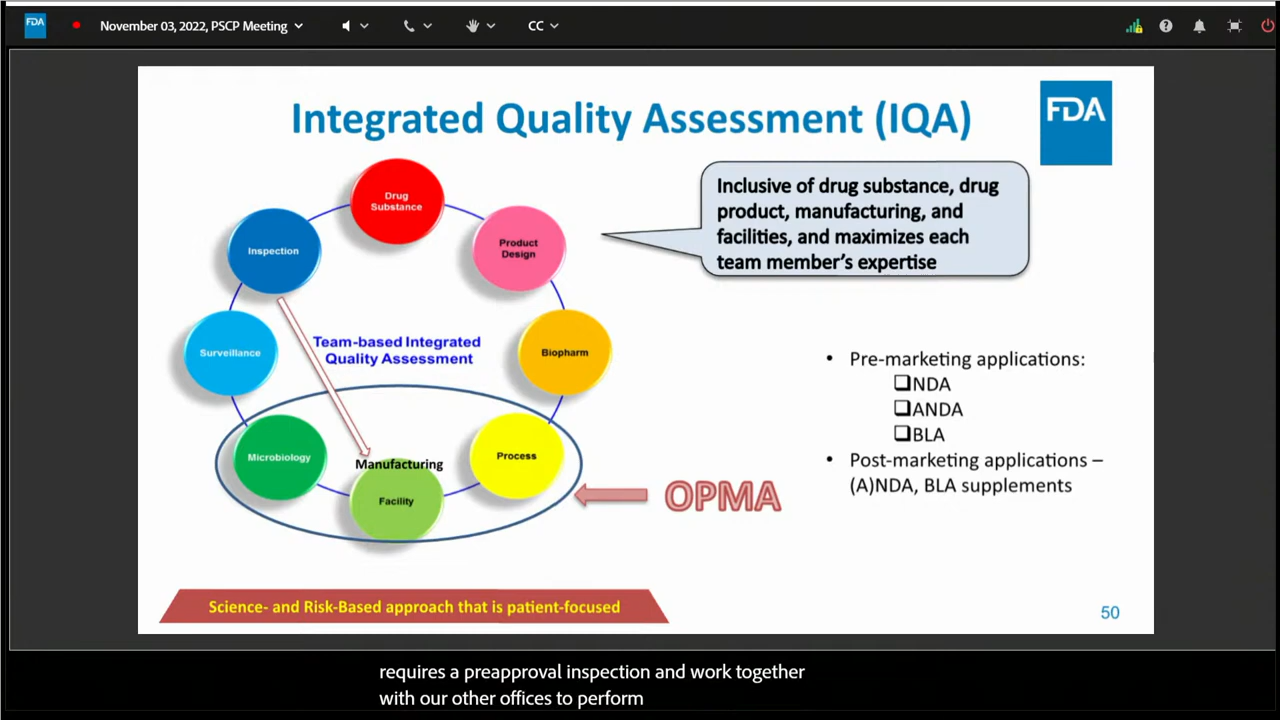 FDA
November 03, 2022, PSCP Meeting
CC
Integrated Quality Assessment (IQA)
FDA
Drug
Substance
Inspection
Product
Design
Surveillance
Team-based Integrated
Quality Assessment
Biopharm
Microbiology
Manufacturing
Process
Facility
OPMA
Inclusive of drug substance, drug
product, manufacturing, and
facilities, and maximizes each
team member’s expertise
• Pre-marketing applications:
❑NDA
❑ANDA
❑BLA
• Post-marketing applications –
(A)NDA, BLA supplements
Science- and Risk-Based approach that is patient-focused
50
requires a preapproval inspection and work together
with our other offices to perform